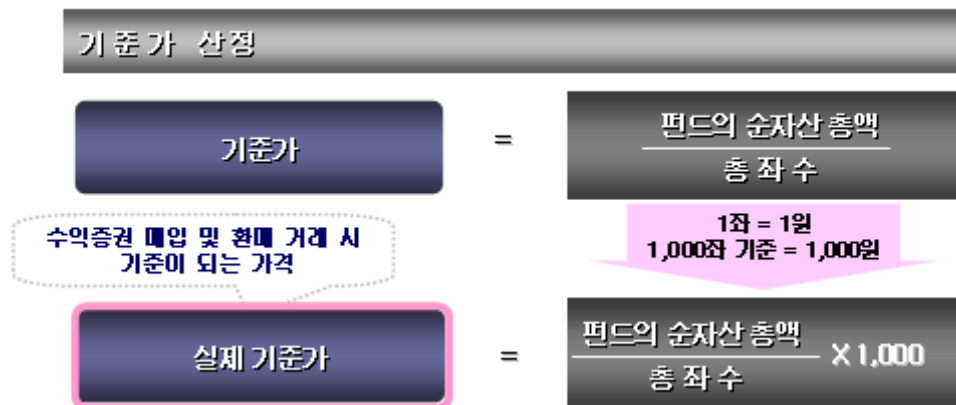 기준가 산정
기준가
=
펀드의 순자산 총액
총 좌 수
수익증권 매입 및 환매 거래 시
기준이 되는 가격
1좌 = 1원
1,000좌 기준 = 1,000원
실제 기준가
=
펀드의 순자산 총액
총 좌 수
X 1,000